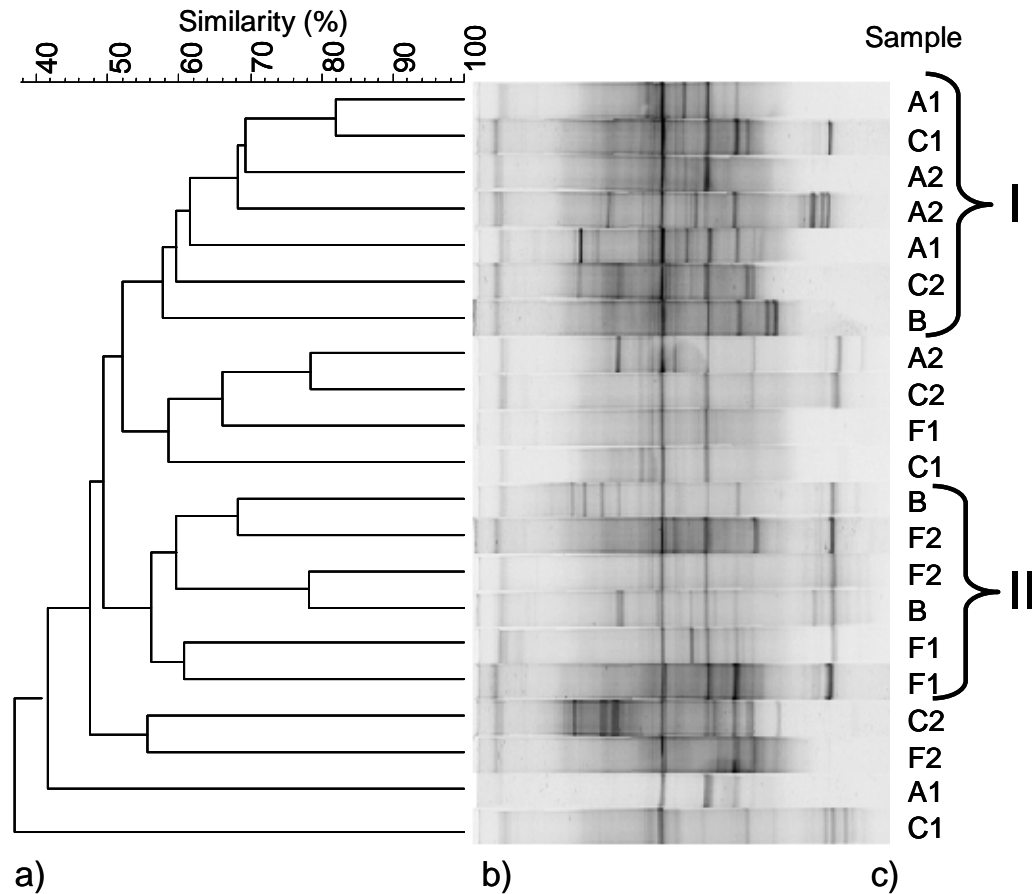 Similarity (%)
40 50 60 70 80 90 100
Sample
A1
C1
A2
A2
A1
C2
B
I
A2
C2
F1
C1
B
F2
F2
B
F1
F1
II
C2
F2
A1
C1
a) b) c)